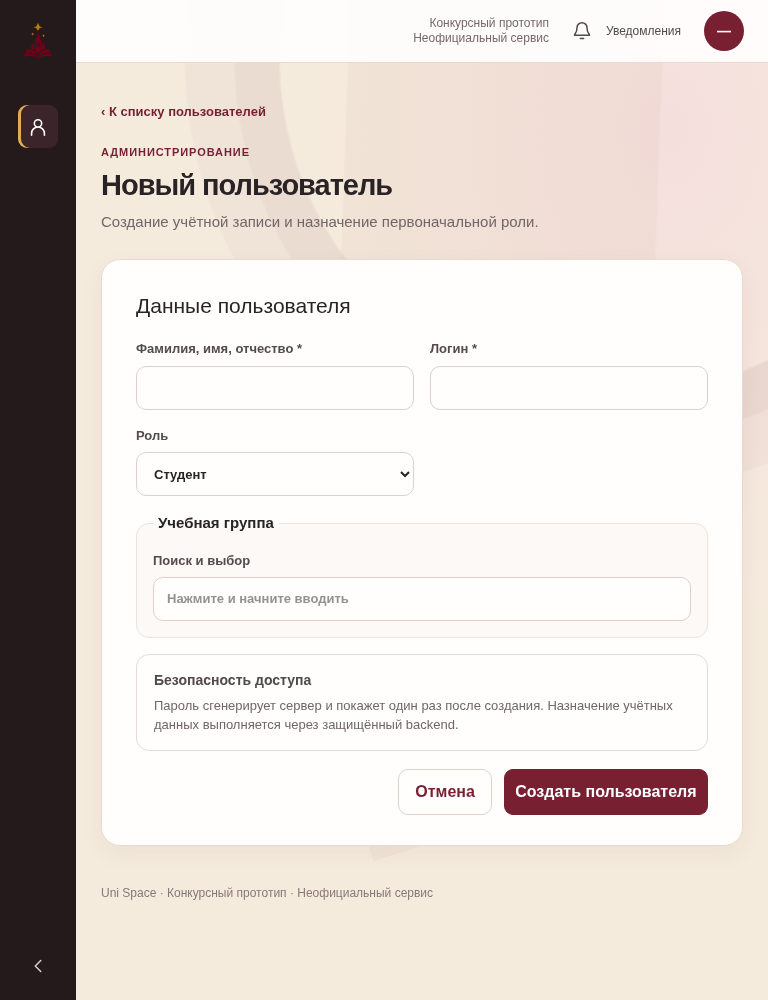 Конкурсный прототип
Неофициальный сервис
Уведомления
—
‹ К списку пользователей
АДМИНИСТРИРОВАНИЕ
Новый пользователь
Создание учётной записи и назначение первоначальной роли.
Данные пользователя
Фамилия, имя, отчество *
Логин *
Роль
Студент
Учебная группа
Поиск и выбор
Нажмите и начните вводить
Безопасность доступа
Пароль сгенерирует сервер и покажет один раз после создания. Назначение учётных
данных выполняется через защищённый backend.
Отмена
Создать пользователя
Uni Space · Конкурсный прототип · Неофициальный сервис